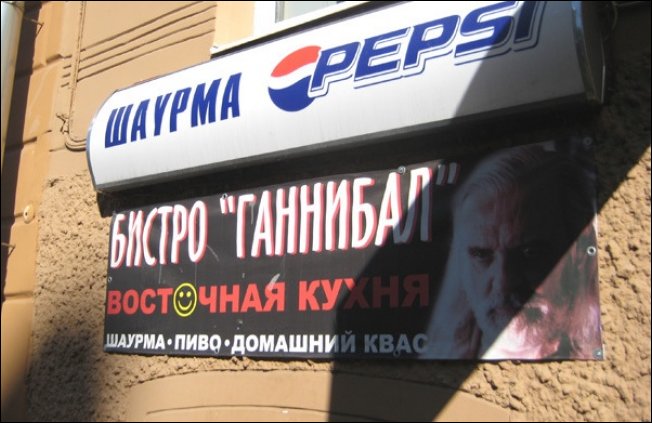 ШАУРМА PEPSI
БИСТРО "ГАННИБАЛ"
ВОСТОЧНАЯ КУХНЯ
ШАУРМА • ПИВО • ДОМАШНИЙ КВАС